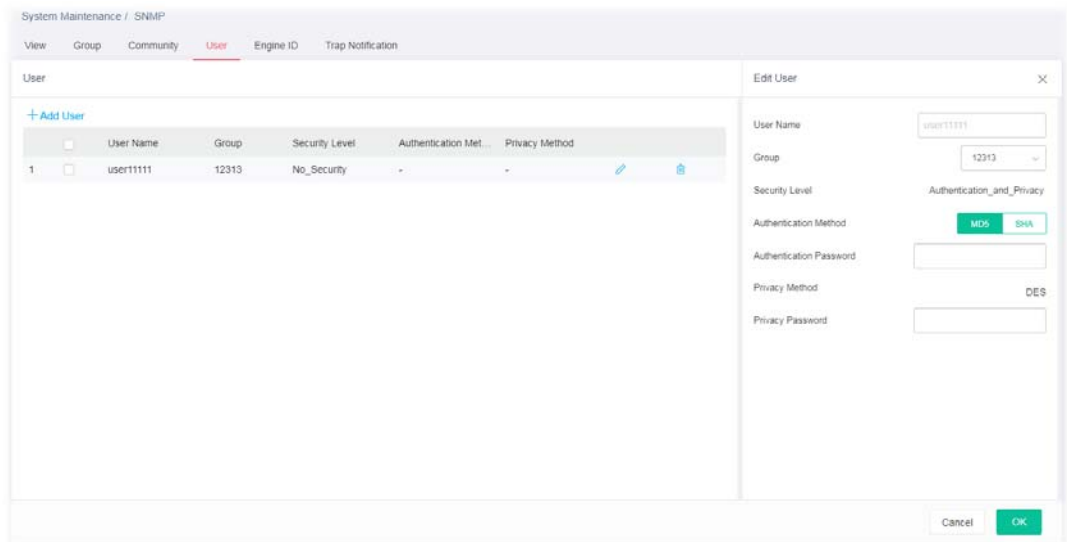 System Maintenance / SNMP
View Group Community User Engine ID Trap Notification
User
+ Add User
User Name Group Security Level Authentication Met... Privacy Method
1 user11111 12313 No_Security - -
Edit User
User Name user11111
Group 12313
Security Level Authentication_and_Privacy
Authentication Method MD5 SHA
Authentication Password
Privacy Method DES
Privacy Password
Cancel OK